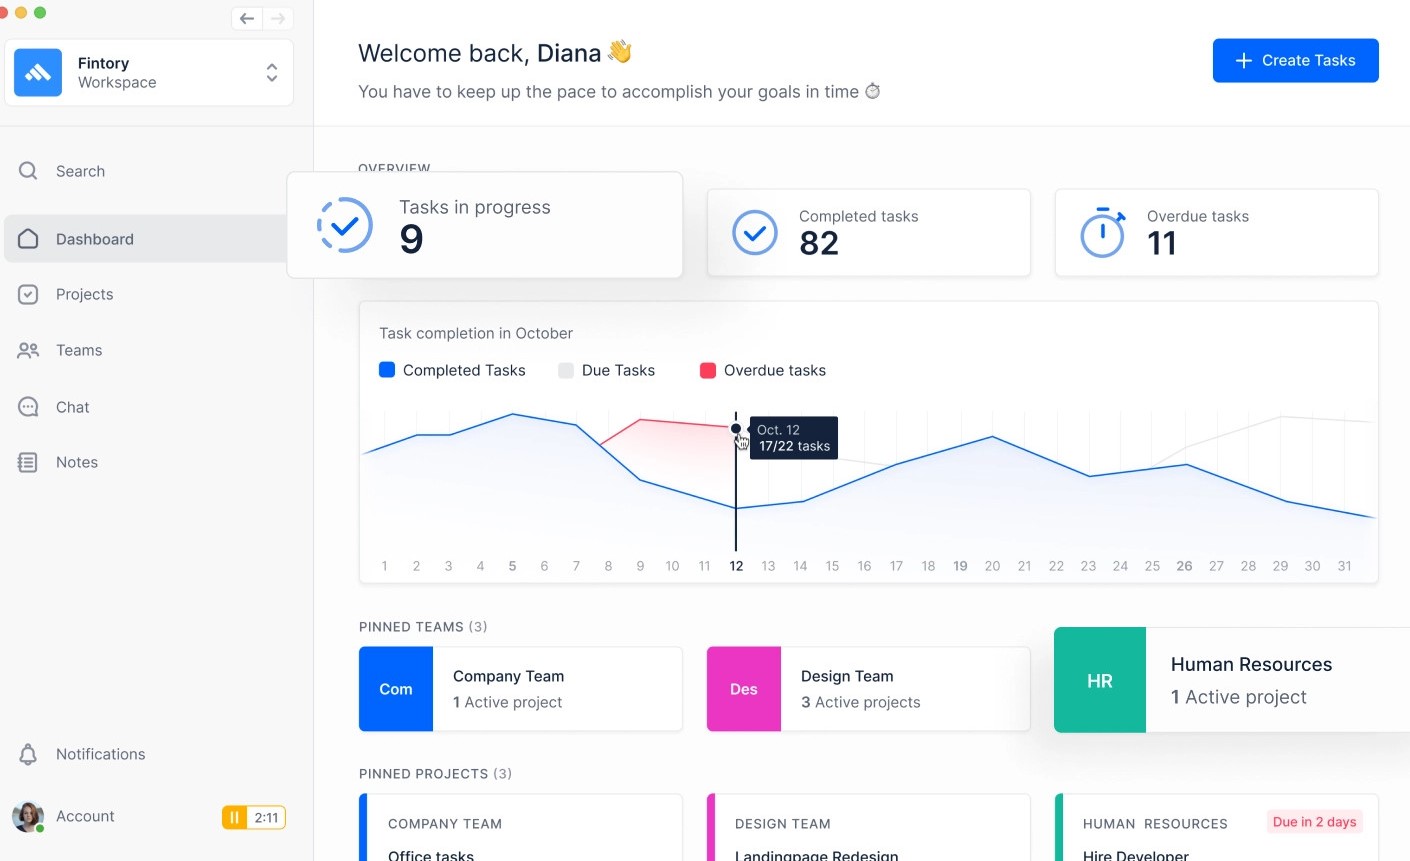 Fintory
Workspace
Search
Dashboard
Projects
Teams
Chat
Notes
Notifications
Account
2:11
Welcome back, Diana 👋
You have to keep up the pace to accomplish your goals in time ⏱
+ Create Tasks
OVERVIEW
Tasks in progress
9
Completed tasks
82
Overdue tasks
11
Task completion in October
Completed Tasks Due Tasks Overdue tasks
Oct. 12
17/22 tasks
1 2 3 4 5 6 7 8 9 10 11 12 13 14 15 16 17 18 19 20 21 22 23 24 25 26 27 28 29 30 31
PINNED TEAMS (3)
Com
Company Team
1 Active project
Des
Design Team
3 Active projects
HR
Human Resources
1 Active project
PINNED PROJECTS (3)
COMPANY TEAM
Office tasks
DESIGN TEAM
Landingpage Redesign
HUMAN RESOURCES
Due in 2 days
Hire Developer